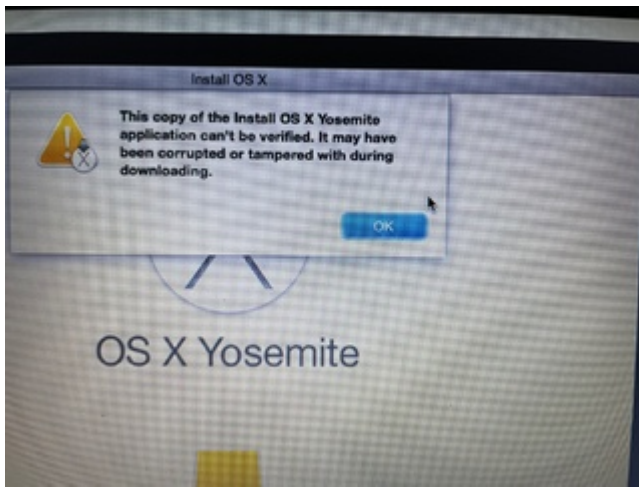 Install OS X
This copy of the Install OS X Yosemite
application can't be verified. It may have
been corrupted or tampered with during
downloading.
OK
OS X Yosemite